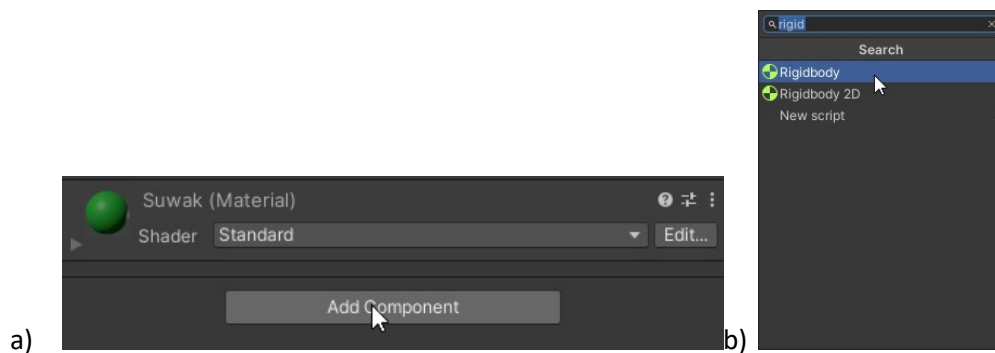 a)
Suwak (Material)
Shader Standard Edit...
Add Component
b)
rigid
Search
Rigidbody
Rigidbody 2D
New script